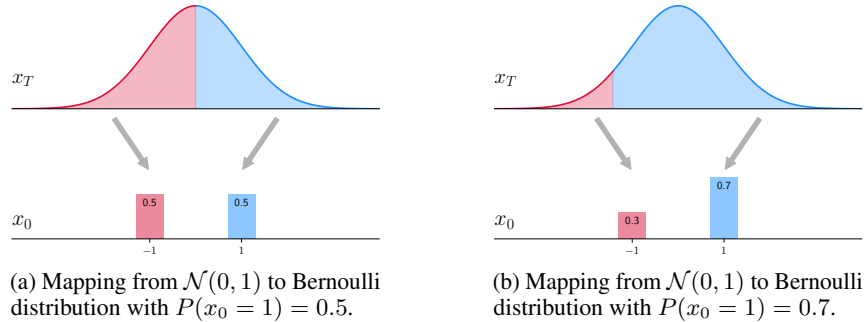 $x_T$
0.5
0.5
$x_0$
−1
1
(a) Mapping from $\mathcal{N}(0, 1)$ to Bernoulli
distribution with $P(x_0 = 1) = 0.5$.
$x_T$
0.3
0.7
$x_0$
−1
1
(b) Mapping from $\mathcal{N}(0, 1)$ to Bernoulli
distribution with $P(x_0 = 1) = 0.7$.